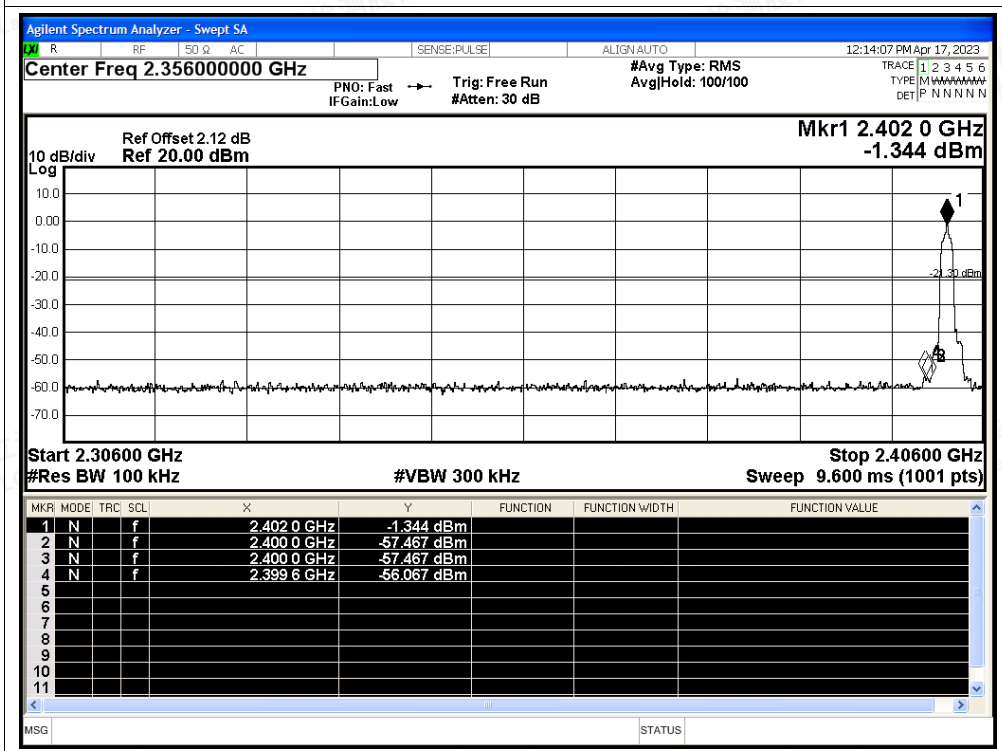 Agilent Spectrum Analyzer - Swept SA
LXI R RF 50 Ω AC SENSE:PULSE ALIGN AUTO 12:14:07 PM Apr 17, 2023
Center Freq 2.356000000 GHz
PNO: Fast
IFGain:Low
Trig: Free Run
#Atten: 30 dB
#Avg Type: RMS
Avg|Hold: 100/100
TRACE 1 2 3 4 5 6
TYPE M
DET P N N N N N
Mkr1 2.402 0 GHz
-1.344 dBm
Ref Offset 2.12 dB
10 dB/div Ref 20.00 dBm
Log
10.0
1
0.00
-10.0
-20.0
-21.30 dBm
-30.0
-40.0
-50.0
-60.0
-70.0
Start 2.30600 GHz Stop 2.40600 GHz
#Res BW 100 kHz #VBW 300 kHz Sweep 9.600 ms (1001 pts)
MKR MODE TRC SCL X Y FUNCTION FUNCTION WIDTH FUNCTION VALUE
1 N f 2.402 0 GHz -1.344 dBm
2 N f 2.400 0 GHz -57.467 dBm
3 N f 2.400 0 GHz -57.467 dBm
4 N f 2.399 6 GHz -56.067 dBm
5
6
7
8
9
10
11
MSG STATUS